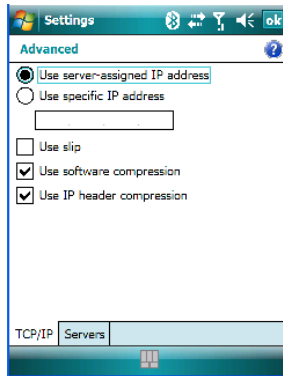 Settings
ok
Advanced
?
Use server-assigned IP address
Use specific IP address
. . .
Use slip
Use software compression
Use IP header compression
TCP/IP Servers